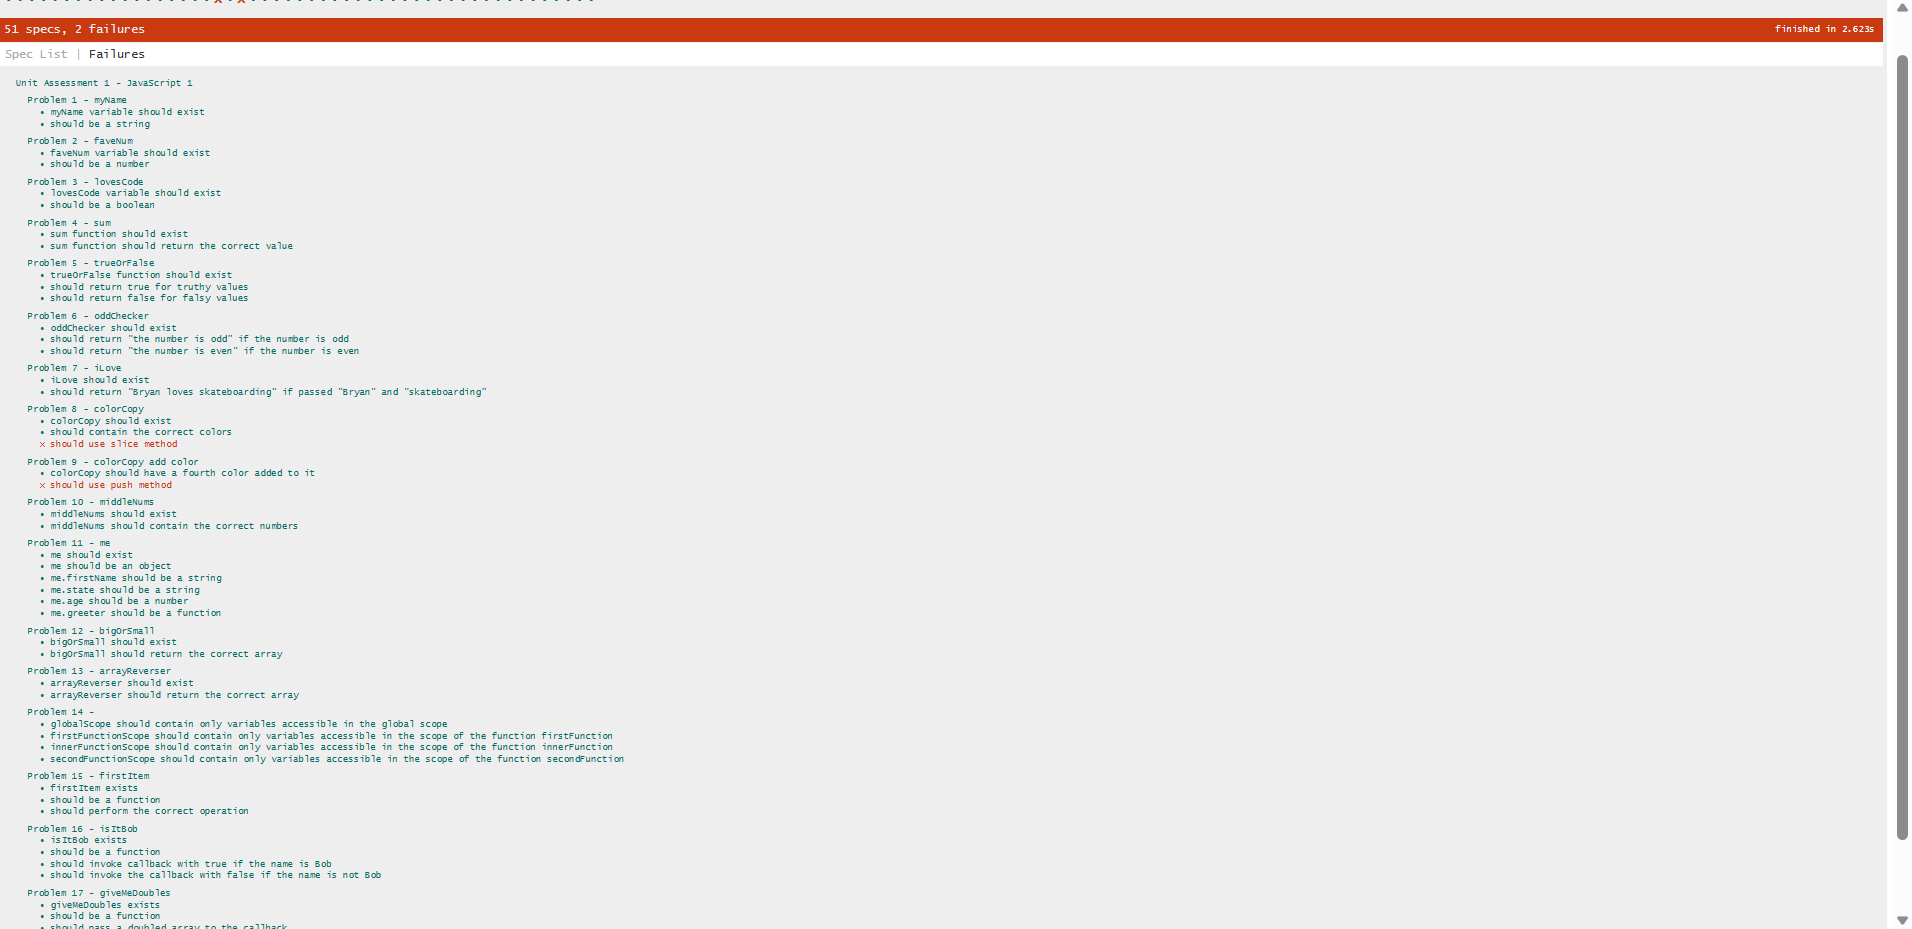 51 specs, 2 failures finished in 2.623s
Spec List | Failures
Unit Assessment 1 - JavaScript 1
Problem 1 - myName
• myName variable should exist
• should be a string
Problem 2 - faveNum
• faveNum variable should exist
• should be a number
Problem 3 - lovesCode
• lovesCode variable should exist
• should be a boolean
Problem 4 - sum
• sum function should exist
• sum function should return the correct value
Problem 5 - trueOrFalse
• trueOrFalse function should exist
• should return true for truthy values
• should return false for falsy values
Problem 6 - oddChecker
• oddChecker should exist
• should return "the number is odd" if the number is odd
• should return "the number is even" if the number is even
Problem 7 - iLove
• iLove should exist
• should return "Bryan loves skateboarding" if passed "Bryan" and "skateboarding"
Problem 8 - colorCopy
• colorCopy should exist
• should contain the correct colors
× should use slice method
Problem 9 - colorCopy add color
• colorCopy should have a fourth color added to it
× should use push method
Problem 10 - middleNums
• middleNums should exist
• middleNums should contain the correct numbers
Problem 11 - me
• me should exist
• me should be an object
• me.firstName should be a string
• me.state should be a string
• me.age should be a number
• me.greeter should be a function
Problem 12 - bigOrSmall
• bigOrSmall should exist
• bigOrSmall should return the correct array
Problem 13 - arrayReverser
• arrayReverser should exist
• arrayReverser should return the correct array
Problem 14 -
• globalScope should contain only variables accessible in the global scope
• firstFunctionScope should contain only variables accessible in the scope of the function firstFunction
• innerFunctionScope should contain only variables accessible in the scope of the function innerFunction
• secondFunctionScope should contain only variables accessible in the scope of the function secondFunction
Problem 15 - firstItem
• firstItem exists
• should be a function
• should perform the correct operation
Problem 16 - isItBob
• isItBob exists
• should be a function
• should invoke callback with true if the name is Bob
• should invoke the callback with false if the name is not Bob
Problem 17 - giveMeDoubles
• giveMeDoubles exists
• should be a function
• should pass a doubled array to the callback